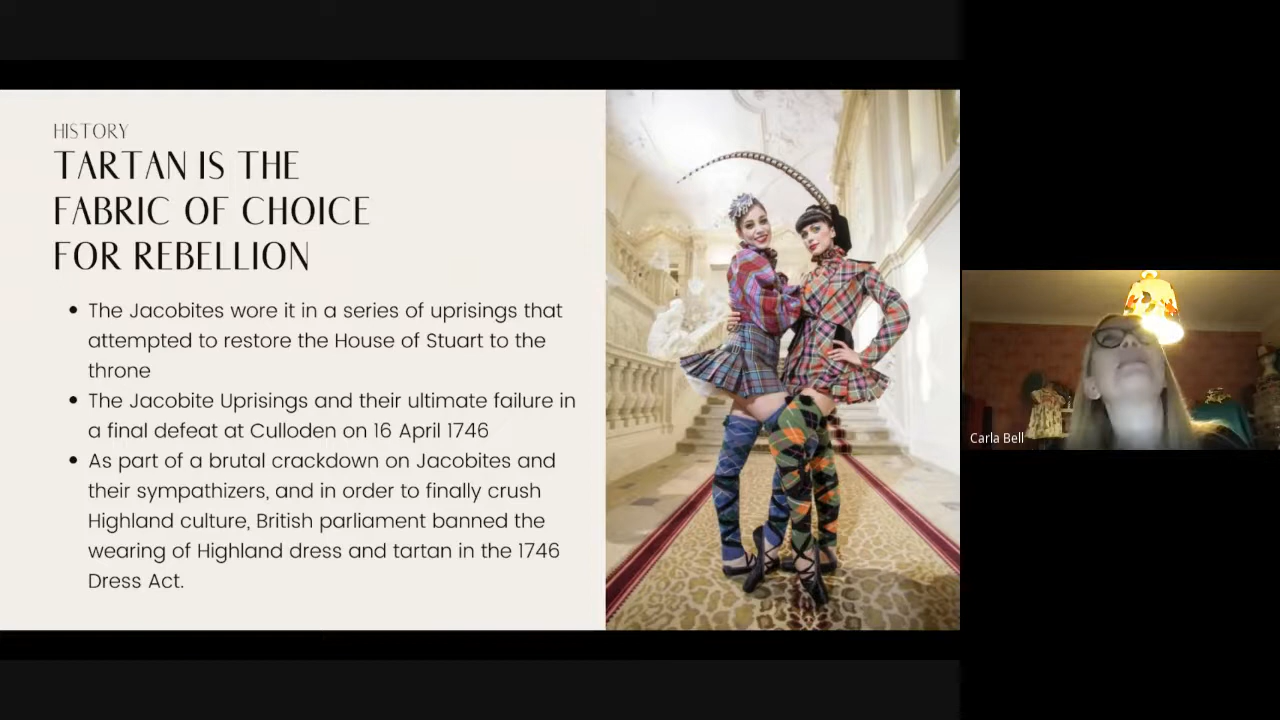 HISTORY
TARTAN IS THE
FABRIC OF CHOICE
FOR REBELLION
• The Jacobites wore it in a series of uprisings that
attempted to restore the House of Stuart to the
throne
• The Jacobite Uprisings and their ultimate failure in
a final defeat at Culloden on 16 April 1746
• As part of a brutal crackdown on Jacobites and
their sympathizers, and in order to finally crush
Highland culture, British parliament banned the
wearing of Highland dress and tartan in the 1746
Dress Act.
Carla Bell